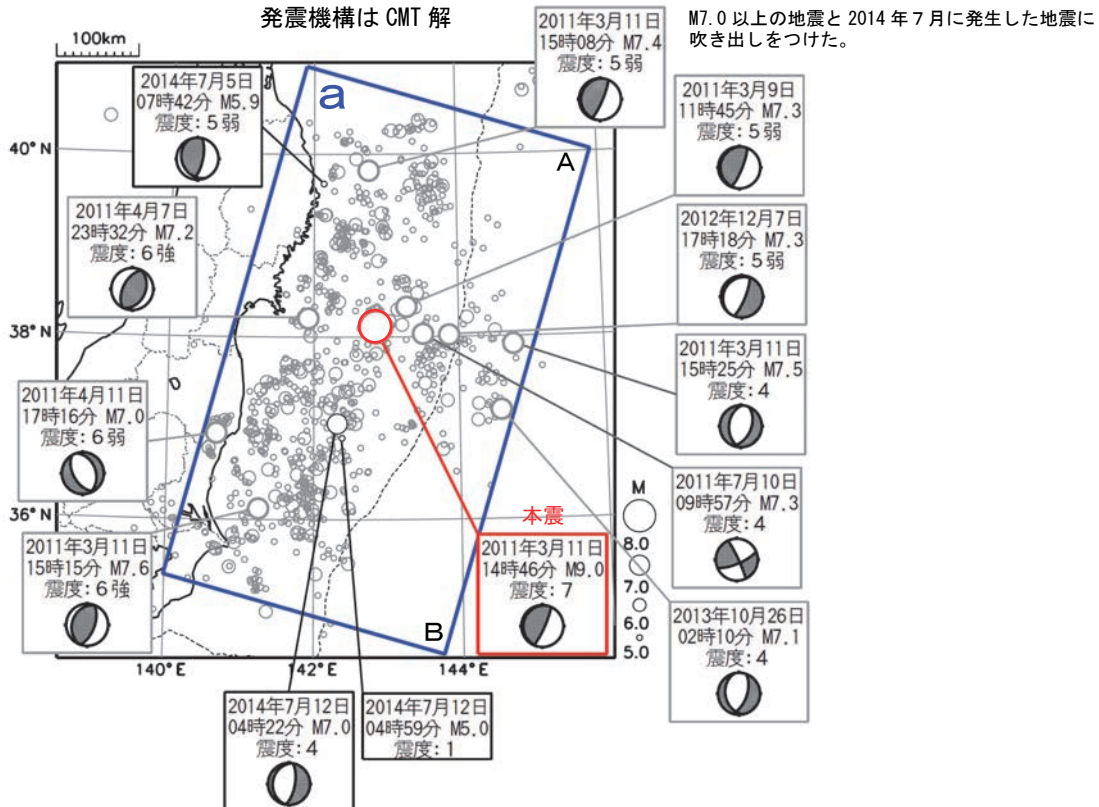 発震機構は CMT 解
M7.0 以上の地震と 2014 年７月に発生した地震に
吹き出しをつけた。
100km
2011年3月11日
15時08分 M7.4
震度:5弱
2014年7月5日
07時42分 M5.9
震度:5弱
a
A
2011年3月9日
11時45分 M7.3
震度:5弱
40°N
2011年4月7日
23時32分 M7.2
震度:6強
2012年12月7日
17時18分 M7.3
震度:5弱
38°N
2011年3月11日
15時25分 M7.5
震度:4
2011年4月11日
17時16分 M7.0
震度:6弱
2011年7月10日
09時57分 M7.3
震度:4
36°N
本震
2011年3月11日
14時46分 M9.0
震度:7
M
8.0
7.0
6.0
5.0
2011年3月11日
15時15分 M7.6
震度:6強
2013年10月26日
02時10分 M7.1
震度:4
B
140°E
142°E
144°E
2014年7月12日
04時22分 M7.0
震度:4
2014年7月12日
04時59分 M5.0
震度:1